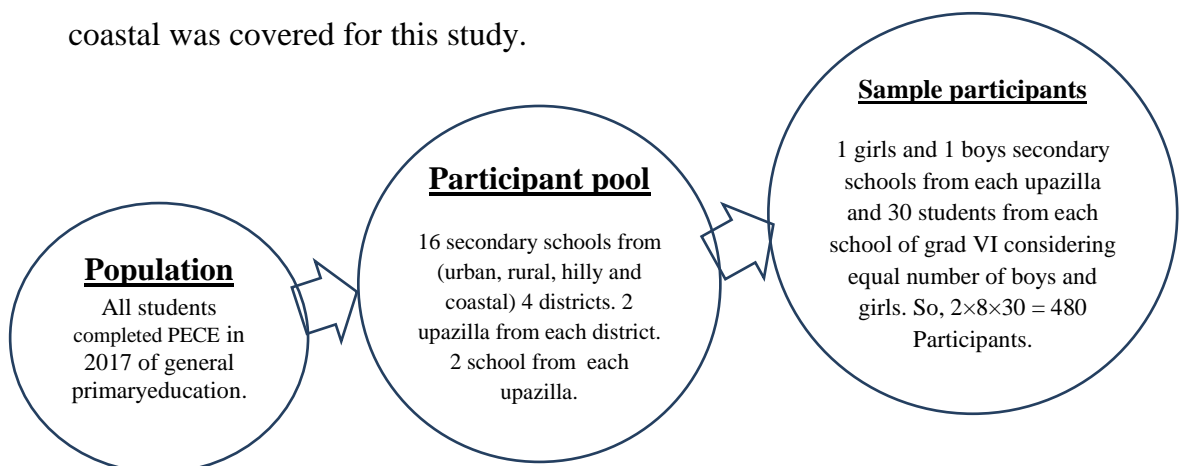 coastal was covered for this study.
Population
All students
completed PECE in
2017 of general
primaryeducation.
Participant pool
16 secondary schools from
(urban, rural, hilly and
coastal) 4 districts. 2
upazilla from each district.
2 school from each
upazilla.
Sample participants
1 girls and 1 boys secondary
schools from each upazilla
and 30 students from each
school of grad VI considering
equal number of boys and
girls. So, 2×8×30 = 480
Participants.